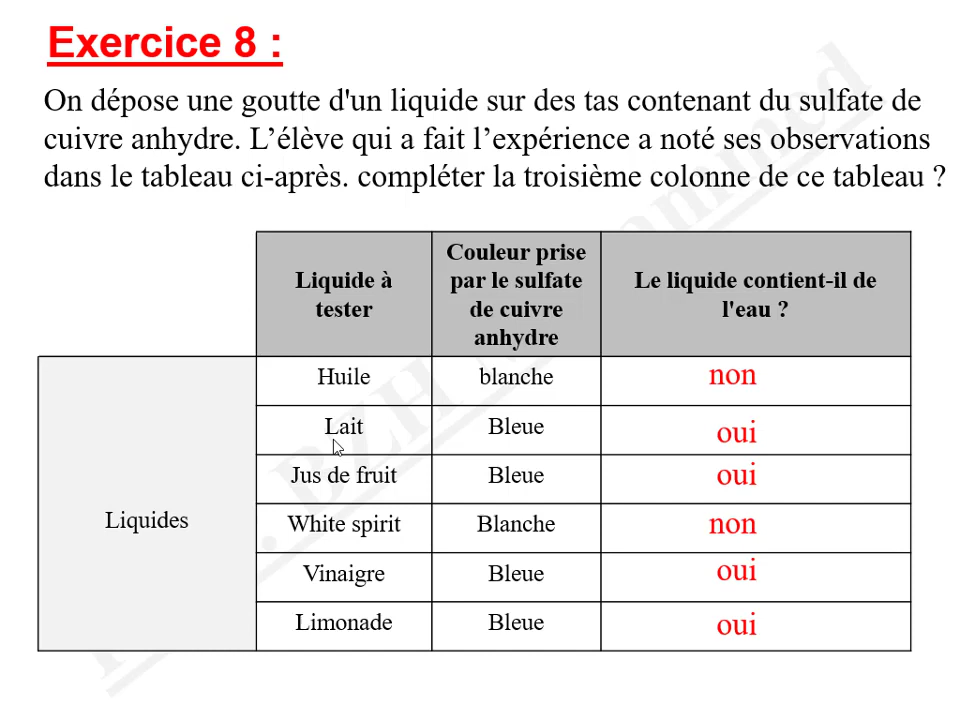 Exercice 8 :
On dépose une goutte d'un liquide sur des tas contenant du sulfate de
cuivre anhydre. L’élève qui a fait l’expérience a noté ses observations
dans le tableau ci-après. compléter la troisième colonne de ce tableau ?
Liquide à
tester
Couleur prise
par le sulfate
de cuivre
anhydre
Le liquide contient-il de
l'eau ?
Liquides
Huile blanche non
Lait Bleue oui
Jus de fruit Bleue oui
White spirit Blanche non
Vinaigre Bleue oui
Limonade Bleue oui